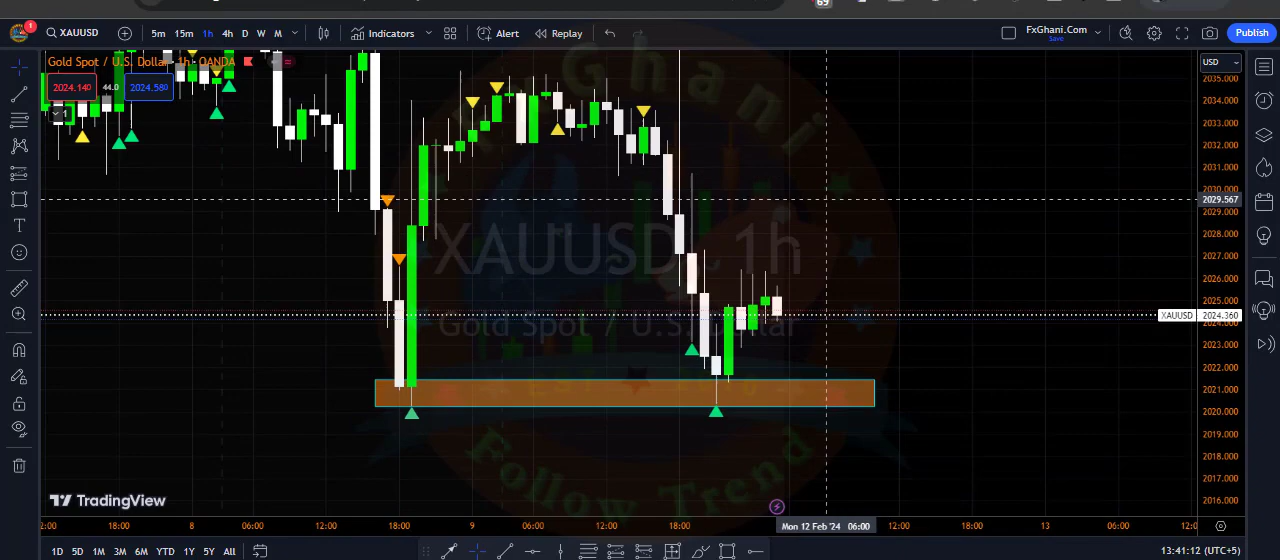 69
1 XAUUSD 5m 15m 1h 4h D W M Indicators Alert Replay FxGhani.Com Save Publish
Gold Spot / U.S. Dollar · 1h · OANDA
USD
2024.140 44.0 2024.580
1
2035.000
2034.000
2033.000
2032.000
2031.000
2030.000
2029.567
2029.000
2028.000
2027.000
2026.000
2025.000
XAUUSD 2024.360
2024.000
2023.000
2022.000
2021.000
2020.000
2019.000
2018.000
2017.000
2016.000
XAUUSD, 1h
Gold Spot / U.S. Dollar
Follow Trend
TradingView
2:00 18:00 8 06:00 12:00 18:00 9 06:00 12:00 18:00 Mon 12 Feb '24 06:00 12:00 18:00 13 06:00 12:0
1D 5D 1M 3M 6M YTD 1Y 5Y All
13:41:12 (UTC+5)